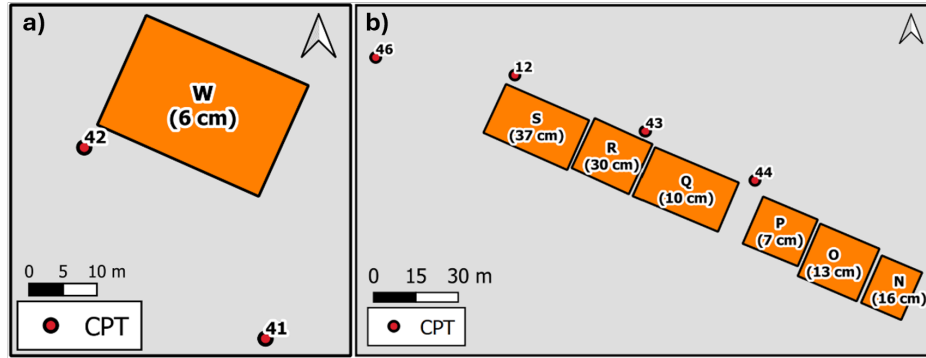 a)
W
(6 cm)
42
0 5 10 m
CPT
41
b)
46
12
43
44
S
(37 cm)
R
(30 cm)
Q
(10 cm)
P
(7 cm)
O
(13 cm)
N
(16 cm)
0 15 30 m
CPT